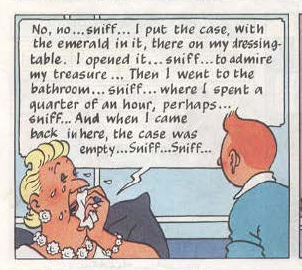 No, no...sniff... I put the case, with
the emerald in it, there on my dressing-
table. I opened it...sniff...to admire
my treasure... Then I went to the
bathroom...sniff...where I spent a
quarter of an hour, perhaps...
sniff... And when I came
back in here, the case was
empty...Sniff...Sniff...